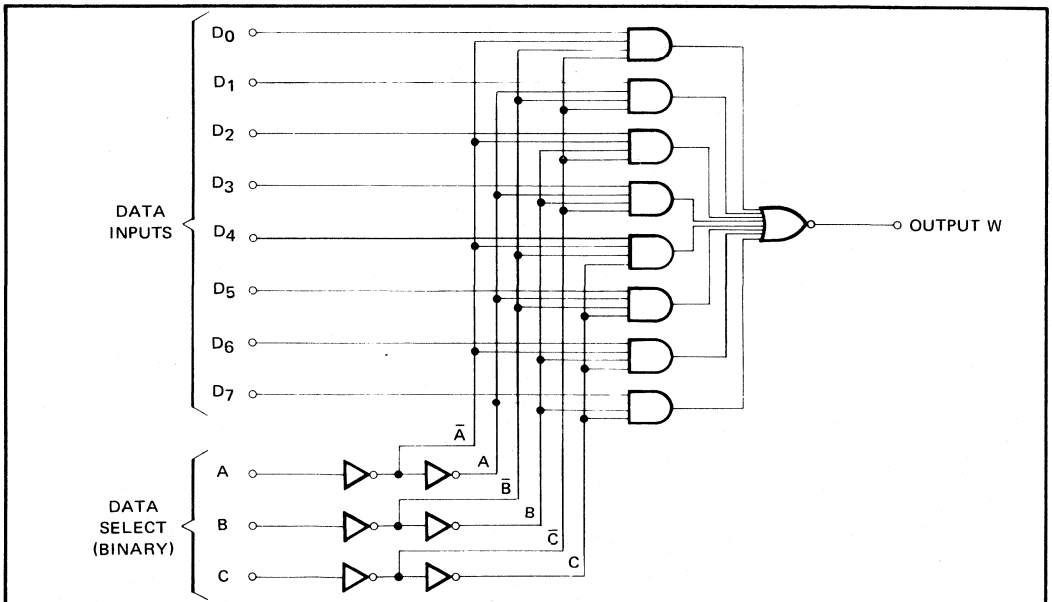 D0
D1
D2
D3
DATA
INPUTS
D4
OUTPUT W
D5
D6
D7
A̅
A
A
B̅
DATA
SELECT
(BINARY)
B
B
C̅
C
C